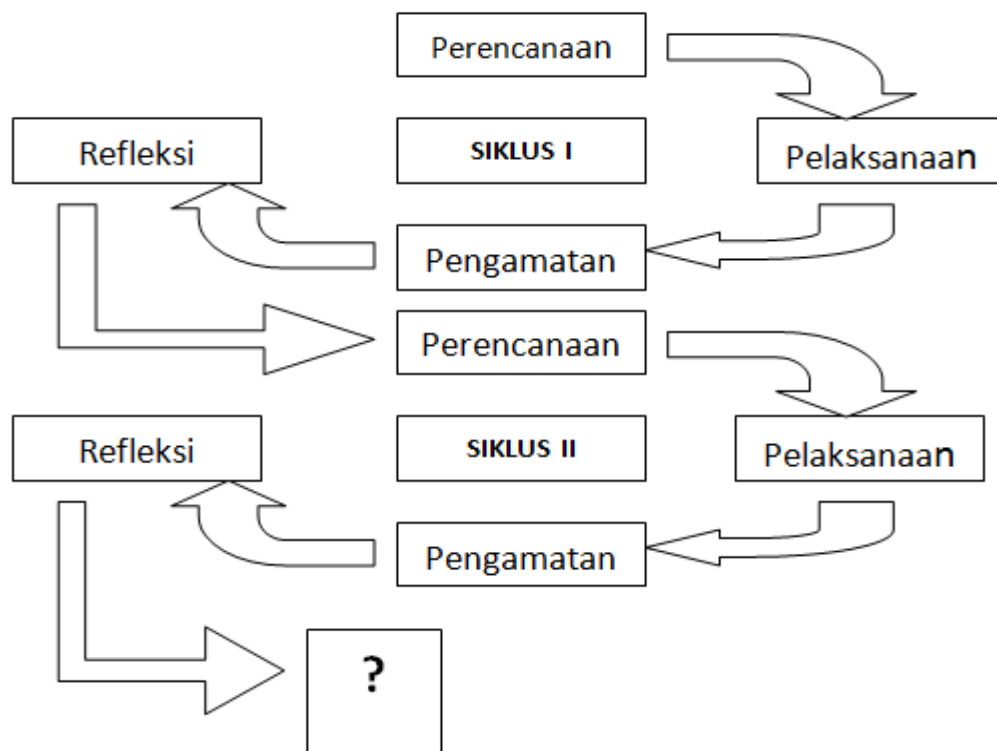 Perencanaan
Refleksi
SIKLUS I
Pelaksanaan
Pengamatan
Perencanaan
Refleksi
SIKLUS II
Pelaksanaan
Pengamatan
?